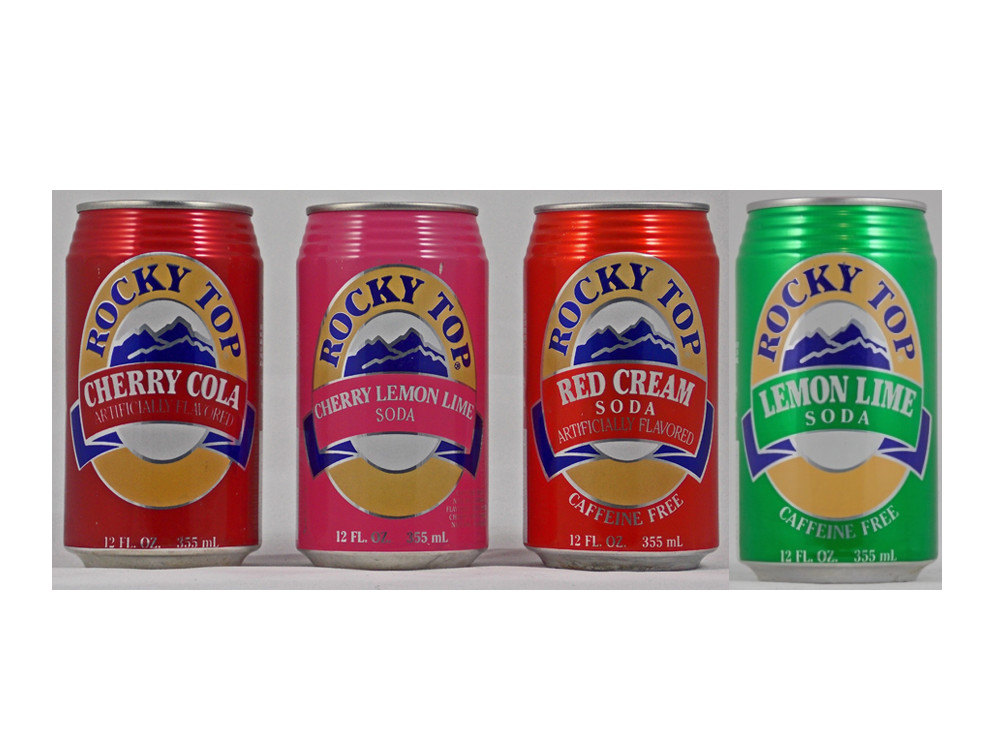 ROCKY TOP
CHERRY COLA
ARTIFICIALLY FLAVORED
12 FL. OZ. 355 mL
ROCKY TOP®
CHERRY LEMON LIME
SODA
12 FL. OZ. 355 mL
ROCKY TOP
RED CREAM
SODA
ARTIFICIALLY FLAVORED
CAFFEINE FREE
12 FL. OZ. 355 mL
ROCKY TOP
LEMON LIME
SODA
CAFFEINE FREE
12 FL. OZ. 355 mL